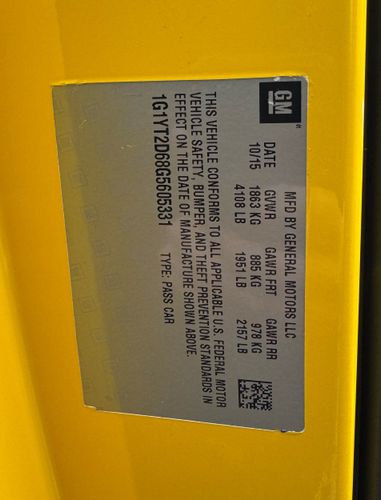 GM
MFD BY GENERAL MOTORS LLC
DATE GVWR GAWR FRT GAWR RR
10/15 1863 KG 885 KG 978 KG
4108 LB 1951 LB 2157 LB
THIS VEHICLE CONFORMS TO ALL APPLICABLE U.S. FEDERAL MOTOR
VEHICLE SAFETY, BUMPER, AND THEFT PREVENTION STANDARDS IN
EFFECT ON THE DATE OF MANUFACTURE SHOWN ABOVE.
1G1YT2D68G5605331 TYPE: PASS CAR